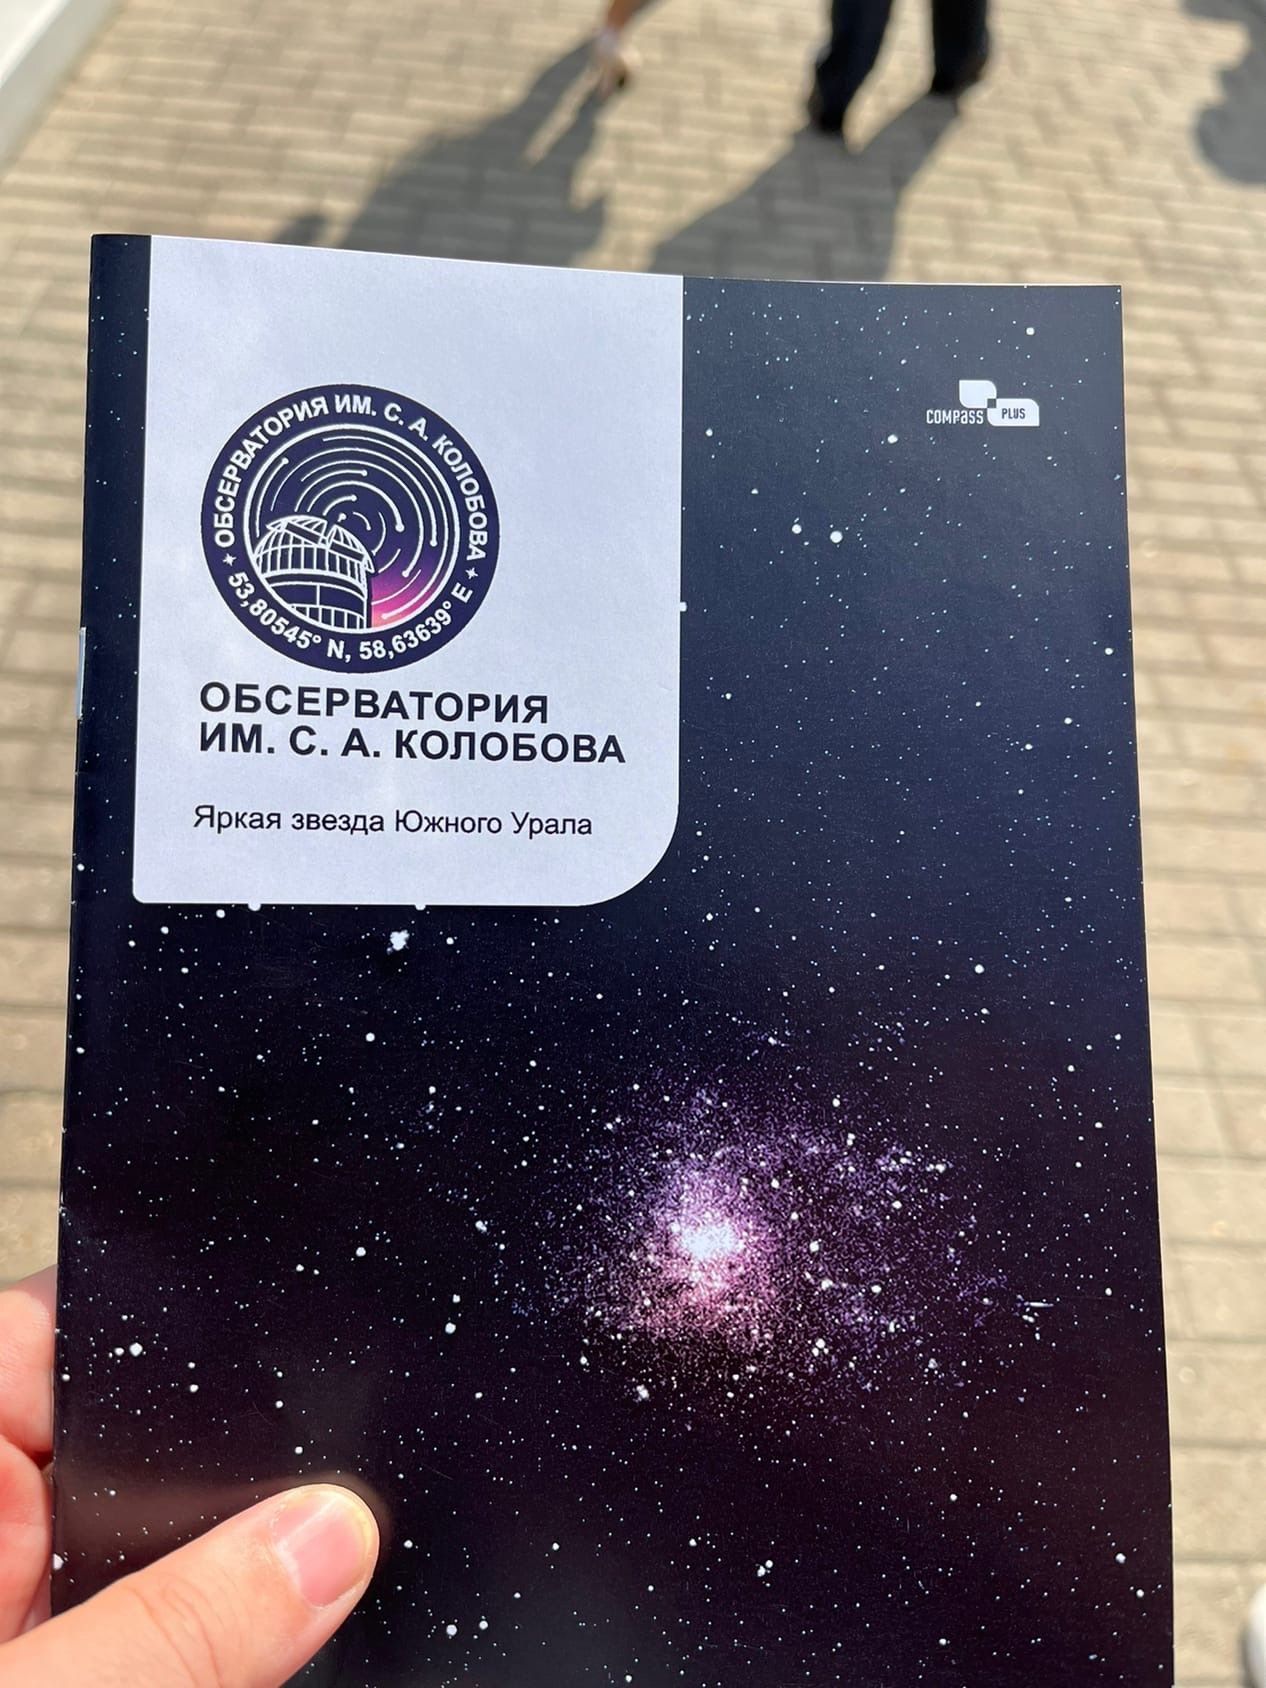 ОБСЕРВАТОРИЯ ИМ. С. А. КОЛОБОВА
53,80545° N, 58,63639° E
ОБСЕРВАТОРИЯ
ИМ. С. А. КОЛОБОВА
Яркая звезда Южного Урала
COMPASS PLUS